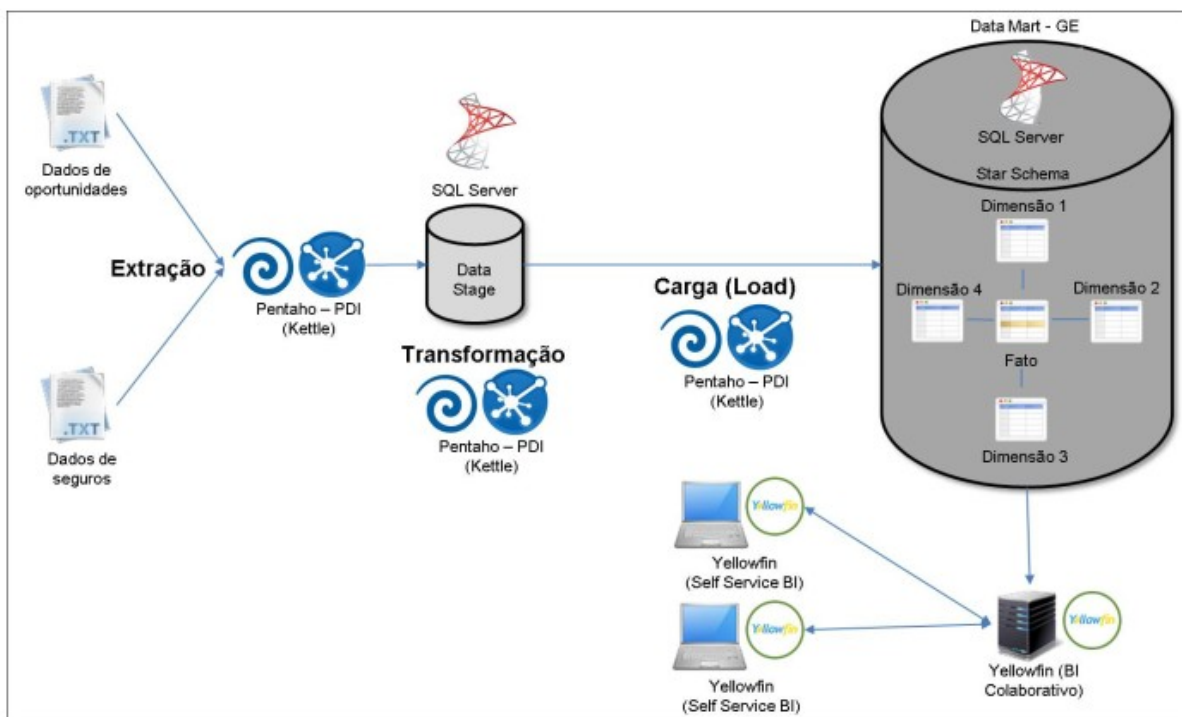 Data Mart - GE
SQL Server
Star Schema
Dimensão 1
Dimensão 4
Dimensão 2
Fato
Dimensão 3
.TXT
Dados de
oportunidades
Extração
Pentaho – PDI
(Kettle)
SQL Server
Data
Stage
Transformação
Pentaho – PDI
(Kettle)
Carga (Load)
Pentaho – PDI
(Kettle)
.TXT
Dados de
seguros
Yellowfin
Yellowfin
(Self Service BI)
Yellowfin
Yellowfin
(Self Service BI)
Yellowfin
Yellowfin (BI
Colaborativo)